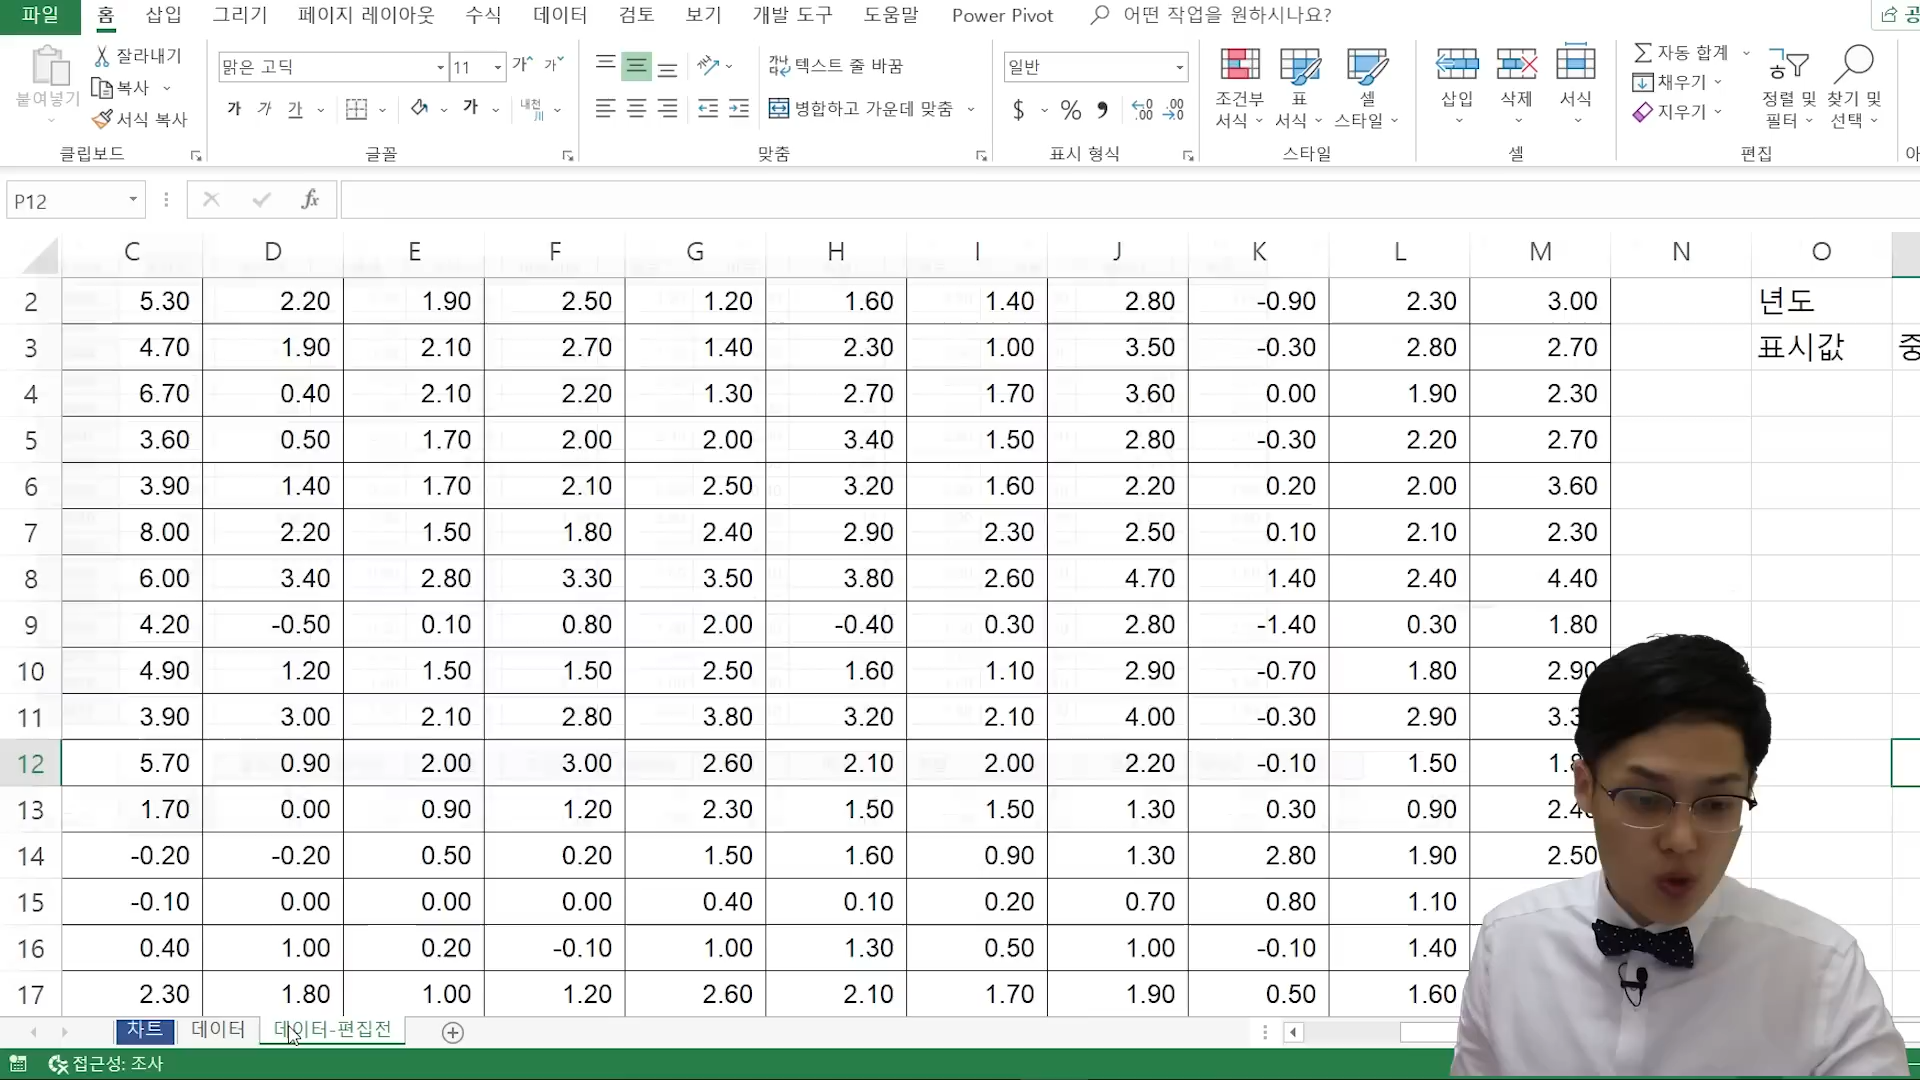 파일 홈 삽입 그리기 페이지 레이아웃 수식 데이터 검토 보기 개발 도구 도움말 Power Pivot 어떤 작업을 원하시나요?
붙여넣기 잘라내기 복사 서식 복사
맑은 고딕 11 가 가
가 가 가 가 내천
텍스트 줄 바꿈
병합하고 가운데 맞춤
일반
$ % , .00
조건부 서식 표 서식 셀 스타일
삽입 삭제 서식
자동 합계
채우기
지우기
정렬 및 필터 찾기 및 선택
클립보드 글꼴 맞춤 표시 형식 스타일 셀 편집
P12 fx
C D E F G H I J K L M N O
2 5.30 2.20 1.90 2.50 1.20 1.60 1.40 2.80 -0.90 2.30 3.00 년도
3 4.70 1.90 2.10 2.70 1.40 2.30 1.00 3.50 -0.30 2.80 2.70 표시값 중
4 6.70 0.40 2.10 2.20 1.30 2.70 1.70 3.60 0.00 1.90 2.30
5 3.60 0.50 1.70 2.00 2.00 3.40 1.50 2.80 -0.30 2.20 2.70
6 3.90 1.40 1.70 2.10 2.50 3.20 1.60 2.20 0.20 2.00 3.60
7 8.00 2.20 1.50 1.80 2.40 2.90 2.30 2.50 0.10 2.10 2.30
8 6.00 3.40 2.80 3.30 3.50 3.80 2.60 4.70 1.40 2.40 4.40
9 4.20 -0.50 0.10 0.80 2.00 -0.40 0.30 2.80 -1.40 0.30 1.80
10 4.90 1.20 1.50 1.50 2.50 1.60 1.10 2.90 -0.70 1.80 2.90
11 3.90 3.00 2.10 2.80 3.80 3.20 2.10 4.00 -0.30 2.90
12 5.70 0.90 2.00 3.00 2.60 2.10 2.00 2.20 -0.10 1.50
13 1.70 0.00 0.90 1.20 2.30 1.50 1.50 1.30 0.30 0.90 2.40
14 -0.20 -0.20 0.50 0.20 1.50 1.60 0.90 1.30 2.80 1.90 2.50
15 -0.10 0.00 0.00 0.00 0.40 0.10 0.20 0.70 0.80 1.10
16 0.40 1.00 0.20 -0.10 1.00 1.30 0.50 1.00 -0.10 1.40
17 2.30 1.80 1.00 1.20 2.60 2.10 1.70 1.90 0.50 1.60
차트 데이터 데이터-편집전
접근성: 조사